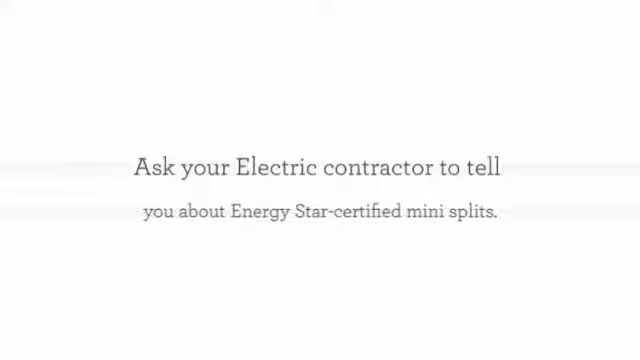 Ask your Electric contractor to tell
you about Energy Star-certified mini splits.